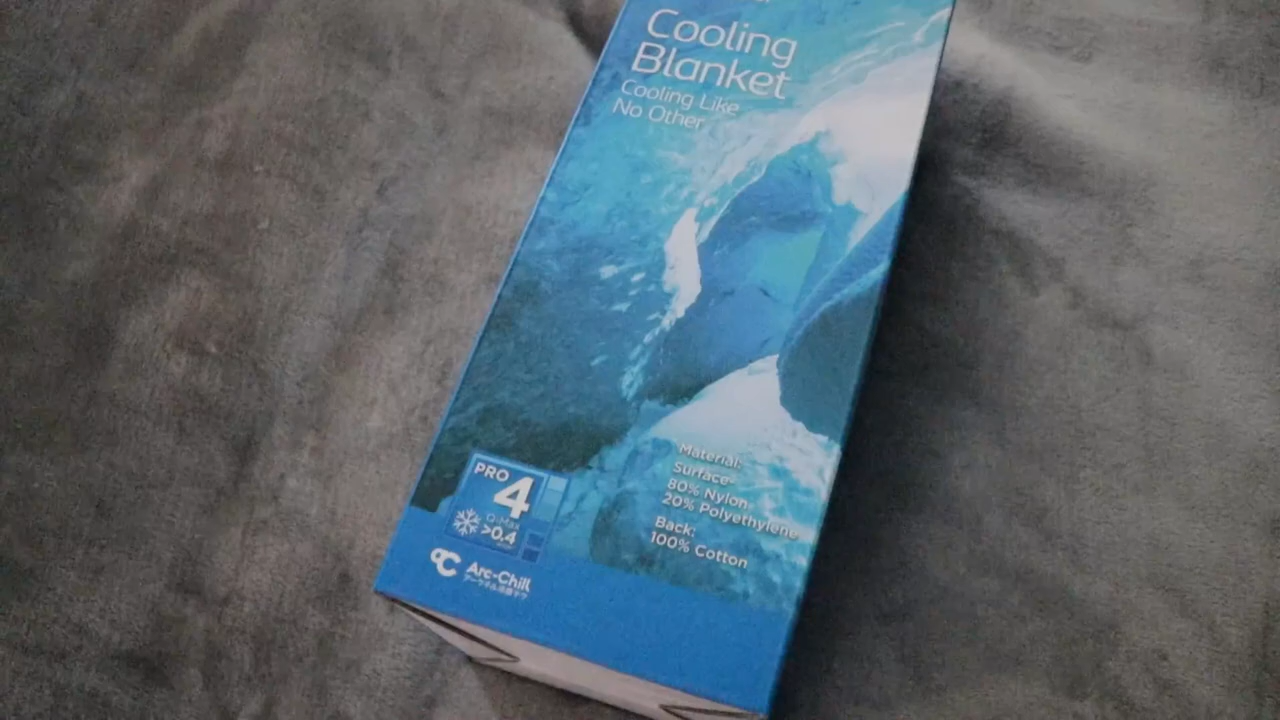 Cooling
Blanket
Cooling Like
No Other
Material:
Surface-
80% Nylon
20% Polyethylene
Back:
100% Cotton
PRO
4
Q-Max
>0.4
Arc-Chill